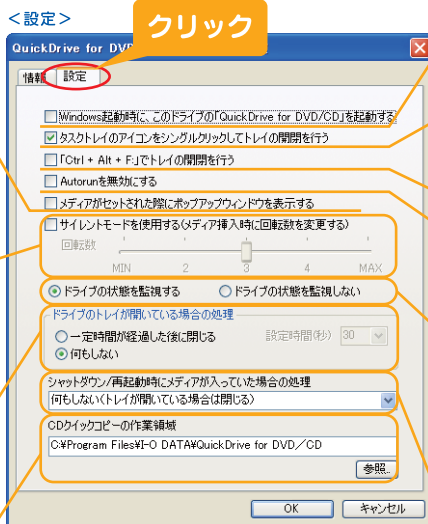 <設定>
クリック
QuickDrive for DV
情報 設定
Windows起動時に、このドライブの「QuickDrive for DVD/CD」を起動する
タスクトレイのアイコンをシングルクリックしてトレイの開閉を行う
「Ctrl + Alt + F:」でトレイの開閉を行う
Autorunを無効にする
メディアがセットされた際にポップアップウィンドウを表示する
サイレントモードを使用する(メディア挿入時に回転数を変更する)
回転数
MIN 2 3 4 MAX
ドライブの状態を監視する ドライブの状態を監視しない
ドライブのトレイが開いている場合の処理
一定時間が経過した後に閉じる 設定時間(秒) 30
何もしない
シャットダウン/再起動時にメディアが入っていた場合の処理
何もしない(トレイが開いている場合は閉じる)
CDクイックコピーの作業領域
C:¥Program Files¥I-O DATA¥QuickDrive for DVD/CD
参照..
OK キャンセル